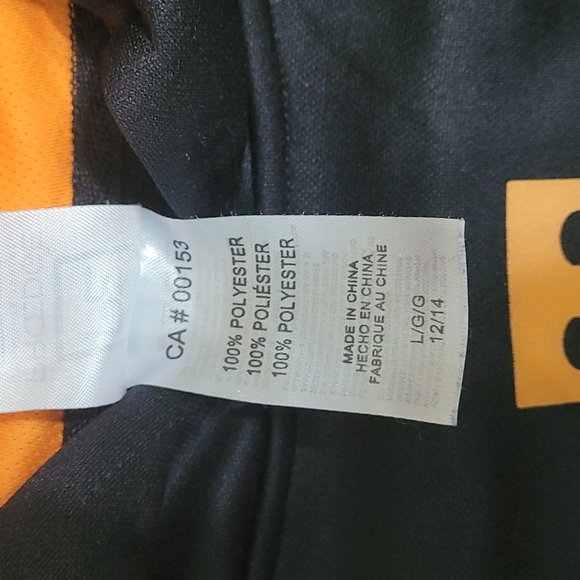 CA # 00153
100% POLYESTER
100% POLIÉSTER
100% POLYESTER
MADE IN CHINA
HECHO EN CHINA
FABRIQUE AU CHINE
L/G/G
12/14